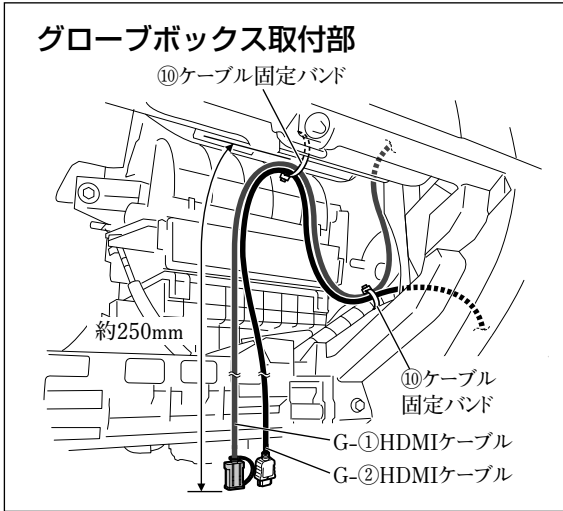 グローブボックス取付部
⑩ケーブル固定バンド
約250mm
⑩ケーブル
固定バンド
G-①HDMIケーブル
G-②HDMIケーブル